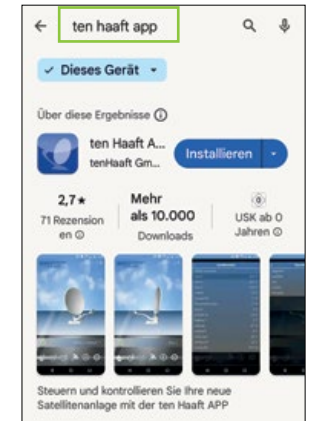 ten haaft app
Dieses Gerät
Über diese Ergebnisse
ten Haaft A...
tenHaaft Gm...
Installieren
2,7★
71 Rezension
en
Mehr
als 10.000
Downloads
0
USK ab 0
Jahren
Steuern und kontrollieren Sie Ihre neue
Satellitenanlage mit der ten Haaft APP